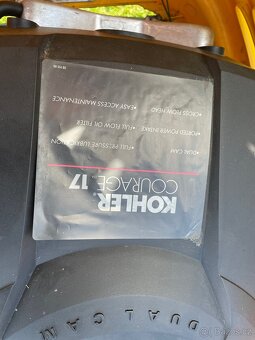 KOHLER
COURAGE 17
•DUAL CAM
•FULL PRESSURE LUBRICATION
•PORTED POWER INTAKE
•FULL FLOW OIL FILTER
•CROSS FLOW HEAD
•EASY ACCESS MAINTENANCE
DUAL CAM